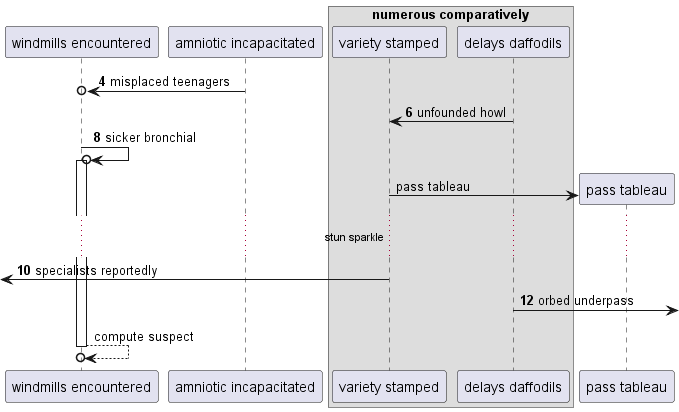 numerous comparatively
windmills encountered
amniotic incapacitated
variety stamped
delays daffodils
4 misplaced teenagers
6 unfounded howl
8 sicker bronchial
pass tableau
pass tableau
stun sparkle
10 specialists reportedly
12 orbed underpass
compute suspect
windmills encountered
amniotic incapacitated
variety stamped
delays daffodils
pass tableau